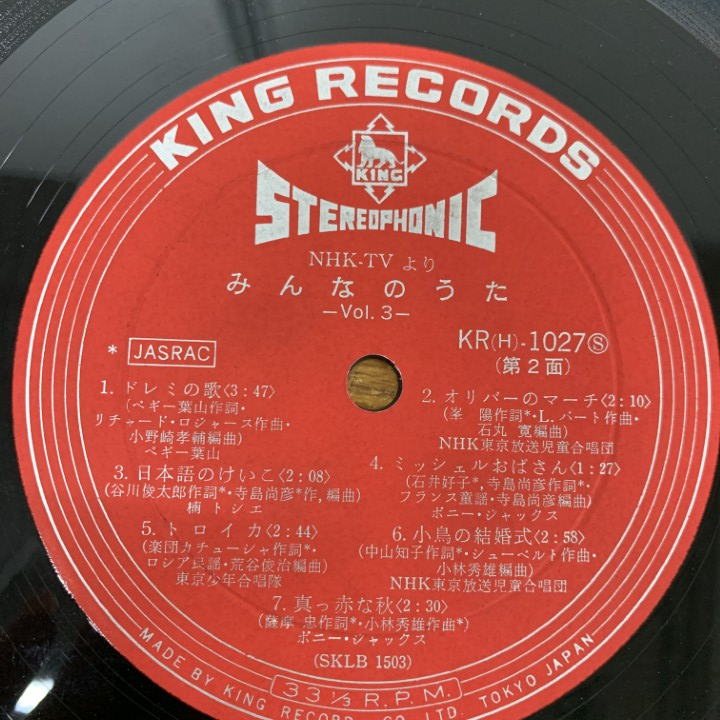 KING RECORDS
KING
STEREOPHONIC
NHK-TV より
みんなのうた
—Vol. 3—
* JASRAC
KR(H)-1027Ⓢ
(第2面)
1. ドレミの歌〈3:47〉
(ペギー葉山作詞・
リチャード・ロジャース作曲・
小野崎孝輔編曲)
ペギー葉山
2. オリバーのマーチ〈2:10〉
(峯 陽作詞*・L.バート作曲・
石丸 寛編曲)
NHK東京放送児童合唱団
3. 日本語のけいこ〈2:08〉
(谷川俊太郎作詞*・寺島尚彦*作,編曲)
楠トシエ
4. ミッシェルおばさん〈1:27〉
(石井好子*,寺島尚彦作詞*・
フランス童謡・寺島尚彦編曲)
ボニー・ジャックス
5. トロイカ〈2:44〉
(楽団カチューシャ作詞*・
ロシア民謡・荒谷俊治編曲)
東京少年合唱隊
6. 小鳥の結婚式〈2:58〉
(中山知子作詞*・シューベルト作曲・
小林秀雄編曲)
NHK東京放送児童合唱団
7. 真っ赤な秋〈2:30〉
(薩摩 忠作詞*・小林秀雄作曲*)
ボニー・ジャックス
(SKLB 1503)
33⅓ R.P.M.
MADE BY KING RECORD CO. LTD. TOKYO JAPAN